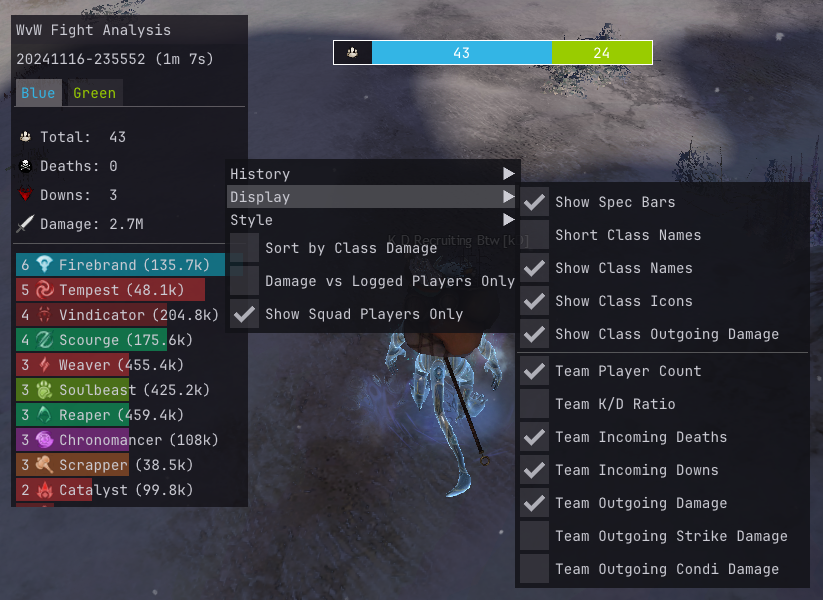 WvW Fight Analysis
20241116-235552 (1m 7s)
Blue Green
Total: 43
Deaths: 0
Downs: 3
Damage: 2.7M
6 Firebrand (135.7k)
5 Tempest (48.1k)
4 Vindicator (204.8k)
4 Scourge (175.6k)
3 Weaver (455.4k)
3 Soulbeast (425.2k)
3 Reaper (459.4k)
3 Chronomancer (108k)
3 Scrapper (38.5k)
2 Catalyst (99.8k)
43 24
History
Display
Style
K D Recruiting Btw [kD]
Sort by Class Damage
Damage vs Logged Players Only
Show Squad Players Only
Show Spec Bars
Short Class Names
Show Class Names
Show Class Icons
Show Class Outgoing Damage
Team Player Count
Team K/D Ratio
Team Incoming Deaths
Team Incoming Downs
Team Outgoing Damage
Team Outgoing Strike Damage
Team Outgoing Condi Damage